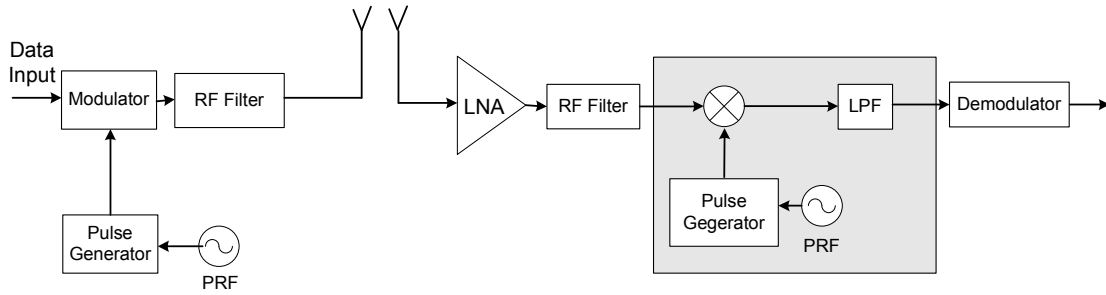 Data
Input
Modulator
RF Filter
Pulse
Generator
PRF
LNA
RF Filter
LPF
Demodulator
Pulse
Gegerator
PRF